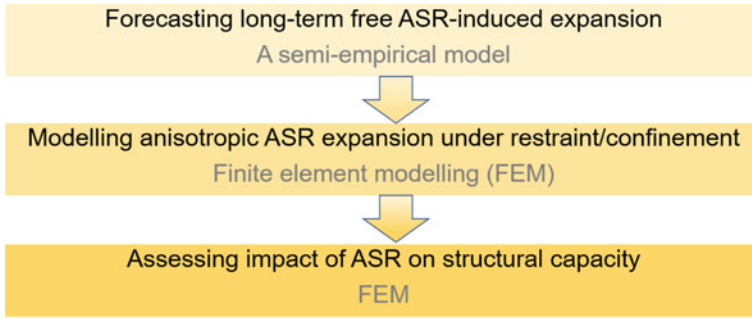 Forecasting long-term free ASR-induced expansion
A semi-empirical model
Modelling anisotropic ASR expansion under restraint/confinement
Finite element modelling (FEM)
Assessing impact of ASR on structural capacity
FEM